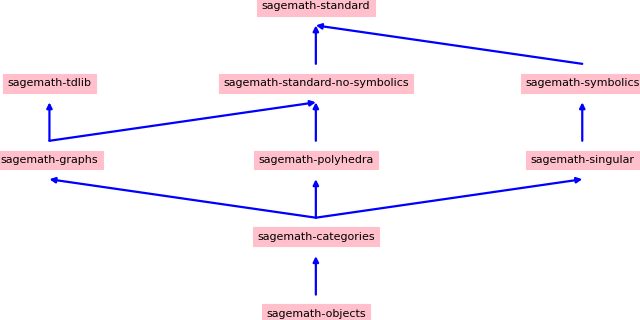 sagemath-standard
sagemath-tdlib
sagemath-standard-no-symbolics
sagemath-symbolics
sagemath-graphs
sagemath-polyhedra
sagemath-singular
sagemath-categories
sagemath-objects